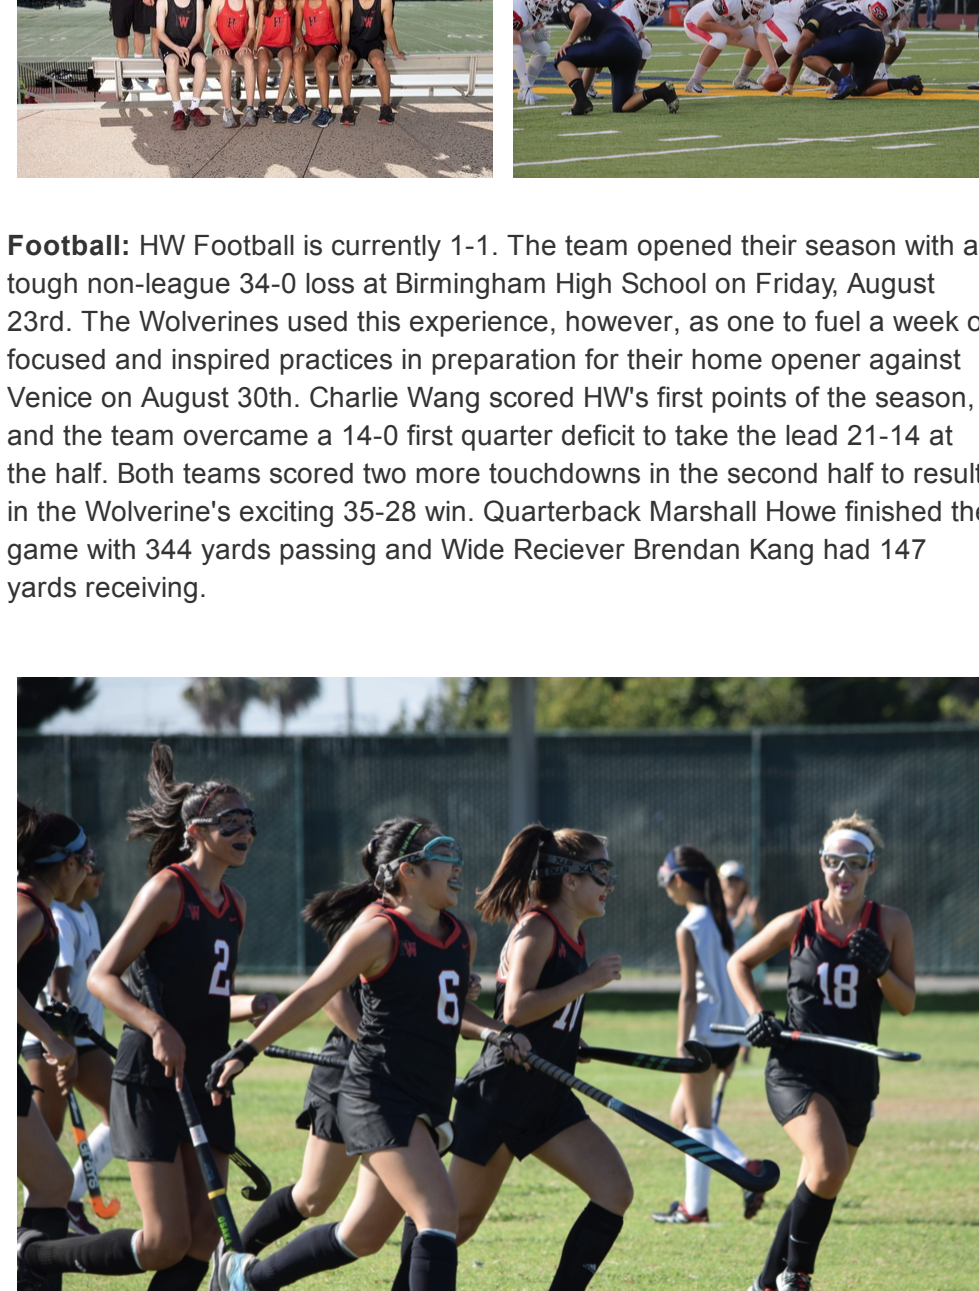 Football: HW Football is currently 1-1. The team opened their season with a
tough non-league 34-0 loss at Birmingham High School on Friday, August
23rd. The Wolverines used this experience, however, as one to fuel a week o
focused and inspired practices in preparation for their home opener against
Venice on August 30th. Charlie Wang scored HW's first points of the season,
and the team overcame a 14-0 first quarter deficit to take the lead 21-14 at
the half. Both teams scored two more touchdowns in the second half to result
in the Wolverine's exciting 35-28 win. Quarterback Marshall Howe finished the
game with 344 yards passing and Wide Reciever Brendan Kang had 147
yards receiving.
2
6
11
18
grays